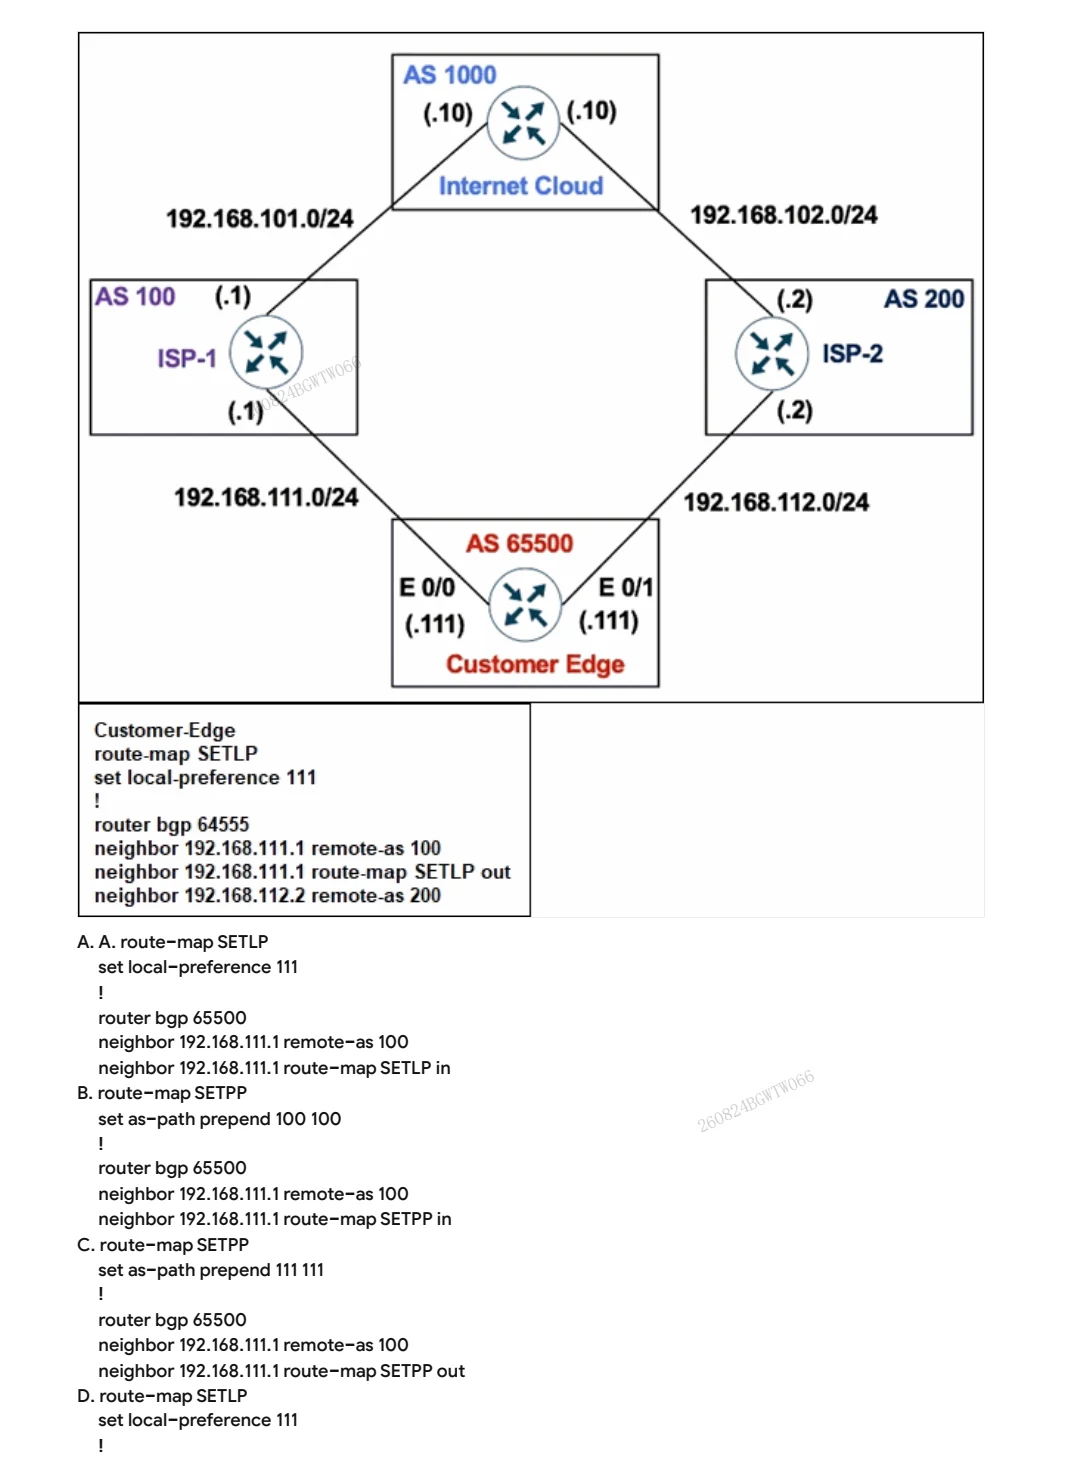 AS 1000
(.10) (.10)
Internet Cloud
192.168.101.0/24 192.168.102.0/24
AS 100 (.1) (.2) AS 200
ISP-1 ISP-2
(.1) (.2)
192.168.111.0/24 192.168.112.0/24
AS 65500
E 0/0 E 0/1
(.111) (.111)
Customer Edge
Customer-Edge
route-map SETLP
set local-preference 111
!
router bgp 64555
neighbor 192.168.111.1 remote-as 100
neighbor 192.168.111.1 route-map SETLP out
neighbor 192.168.112.2 remote-as 200
A. A. route-map SETLP
set local-preference 111
!
router bgp 65500
neighbor 192.168.111.1 remote-as 100
neighbor 192.168.111.1 route-map SETLP in
B. route-map SETPP
set as-path prepend 100 100
!
router bgp 65500
neighbor 192.168.111.1 remote-as 100
neighbor 192.168.111.1 route-map SETPP in
260824BGWTW066
C. route-map SETPP
set as-path prepend 111 111
!
router bgp 65500
neighbor 192.168.111.1 remote-as 100
neighbor 192.168.111.1 route-map SETPP out
D. route-map SETLP
set local-preference 111
!